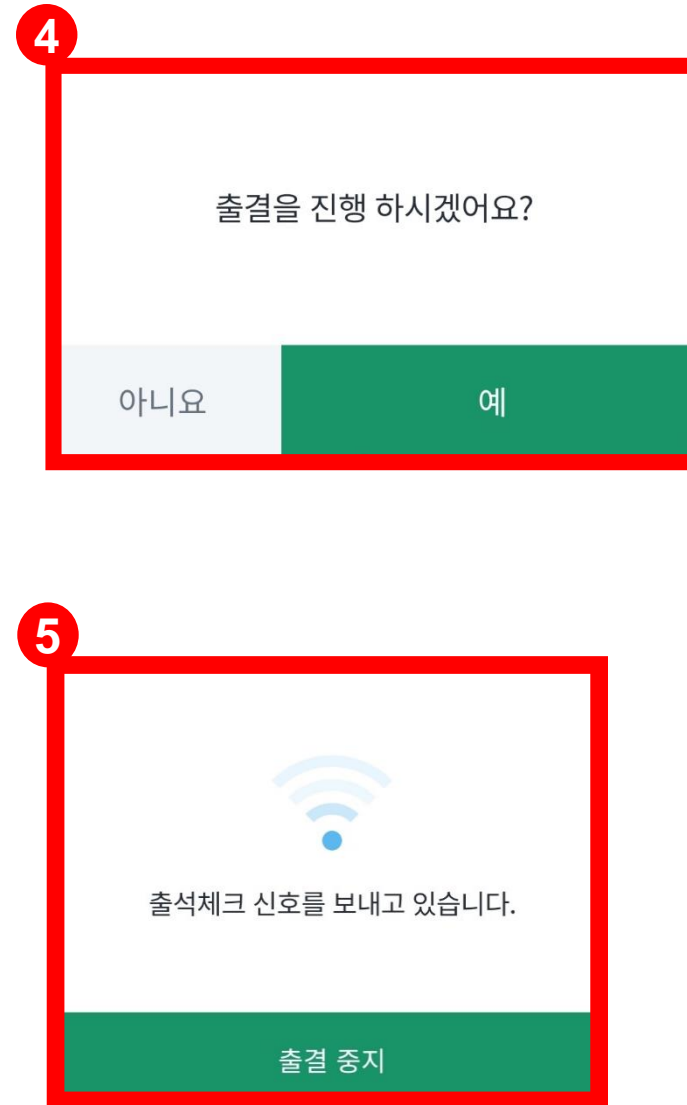 4
출결을 진행 하시겠어요?
아니요 예
5
출석체크 신호를 보내고 있습니다.
출결 중지